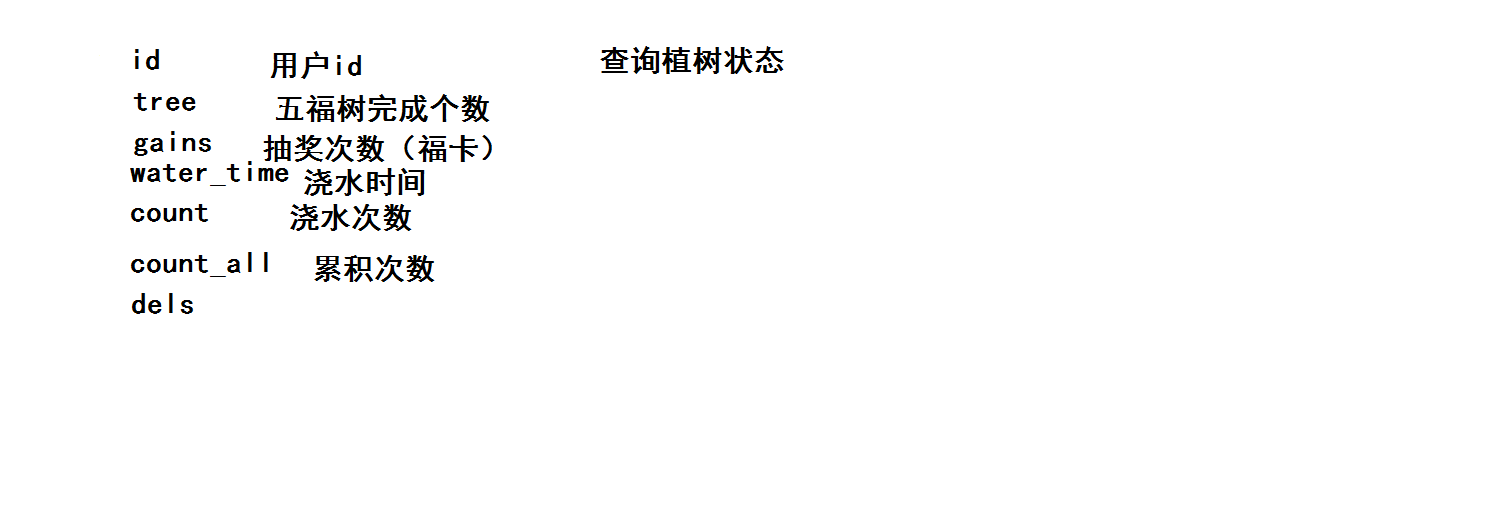 id 用户id 查询植树状态
tree 五福树完成个数
gains 抽奖次数（福卡）
water_time 浇水时间
count 浇水次数
count_all 累积次数
dels